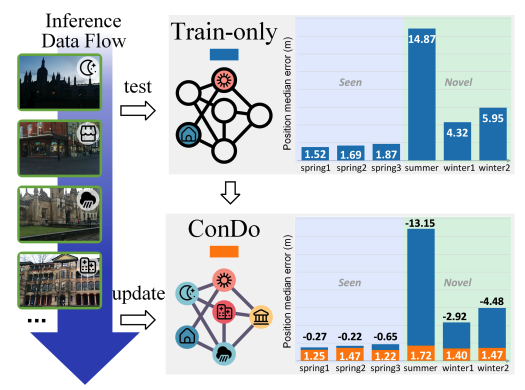 Inference
Data Flow
...
test
update
Train-only
Position median error (m)
Seen
Novel
14.87
5.95
4.32
1.52
1.69
1.87
spring1 spring2 spring3 summer winter1 winter2
ConDo
Position median error (m)
-13.15
Seen
Novel
-4.48
-2.92
-0.27
-0.22
-0.65
1.25
1.47
1.22
1.72
1.40
1.47
spring1 spring2 spring3 summer winter1 winter2